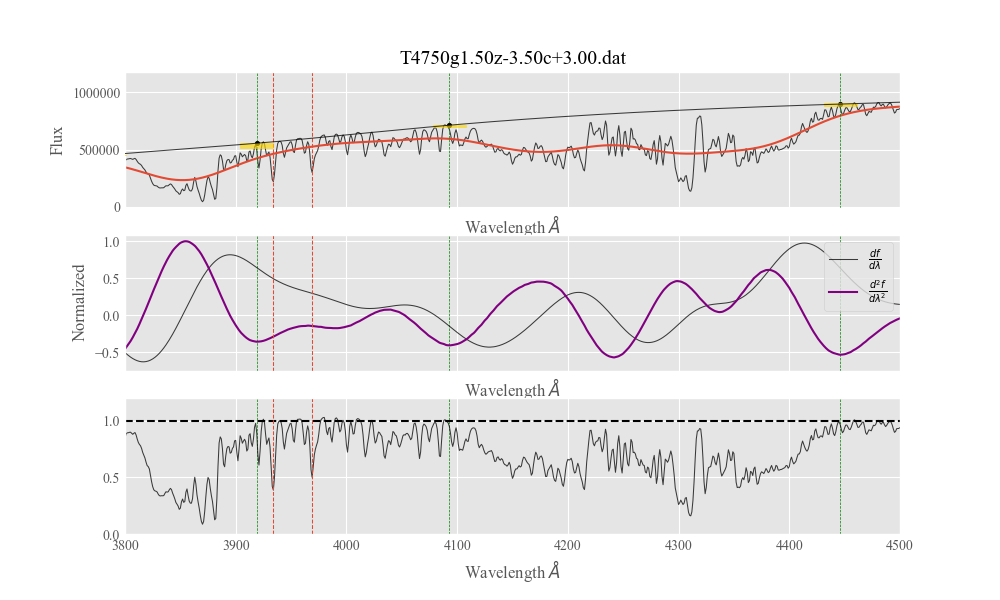 T4750g1.50z-3.50c+3.00.dat
1000000
500000
0
Flux
Wavelength Å
1.0
0.5
0.0
−0.5
Normalized
df/dλ
d²f/dλ²
Wavelength Å
1.0
0.5
0.0
3800 3900 4000 4100 4200 4300 4400 4500
Wavelength Å